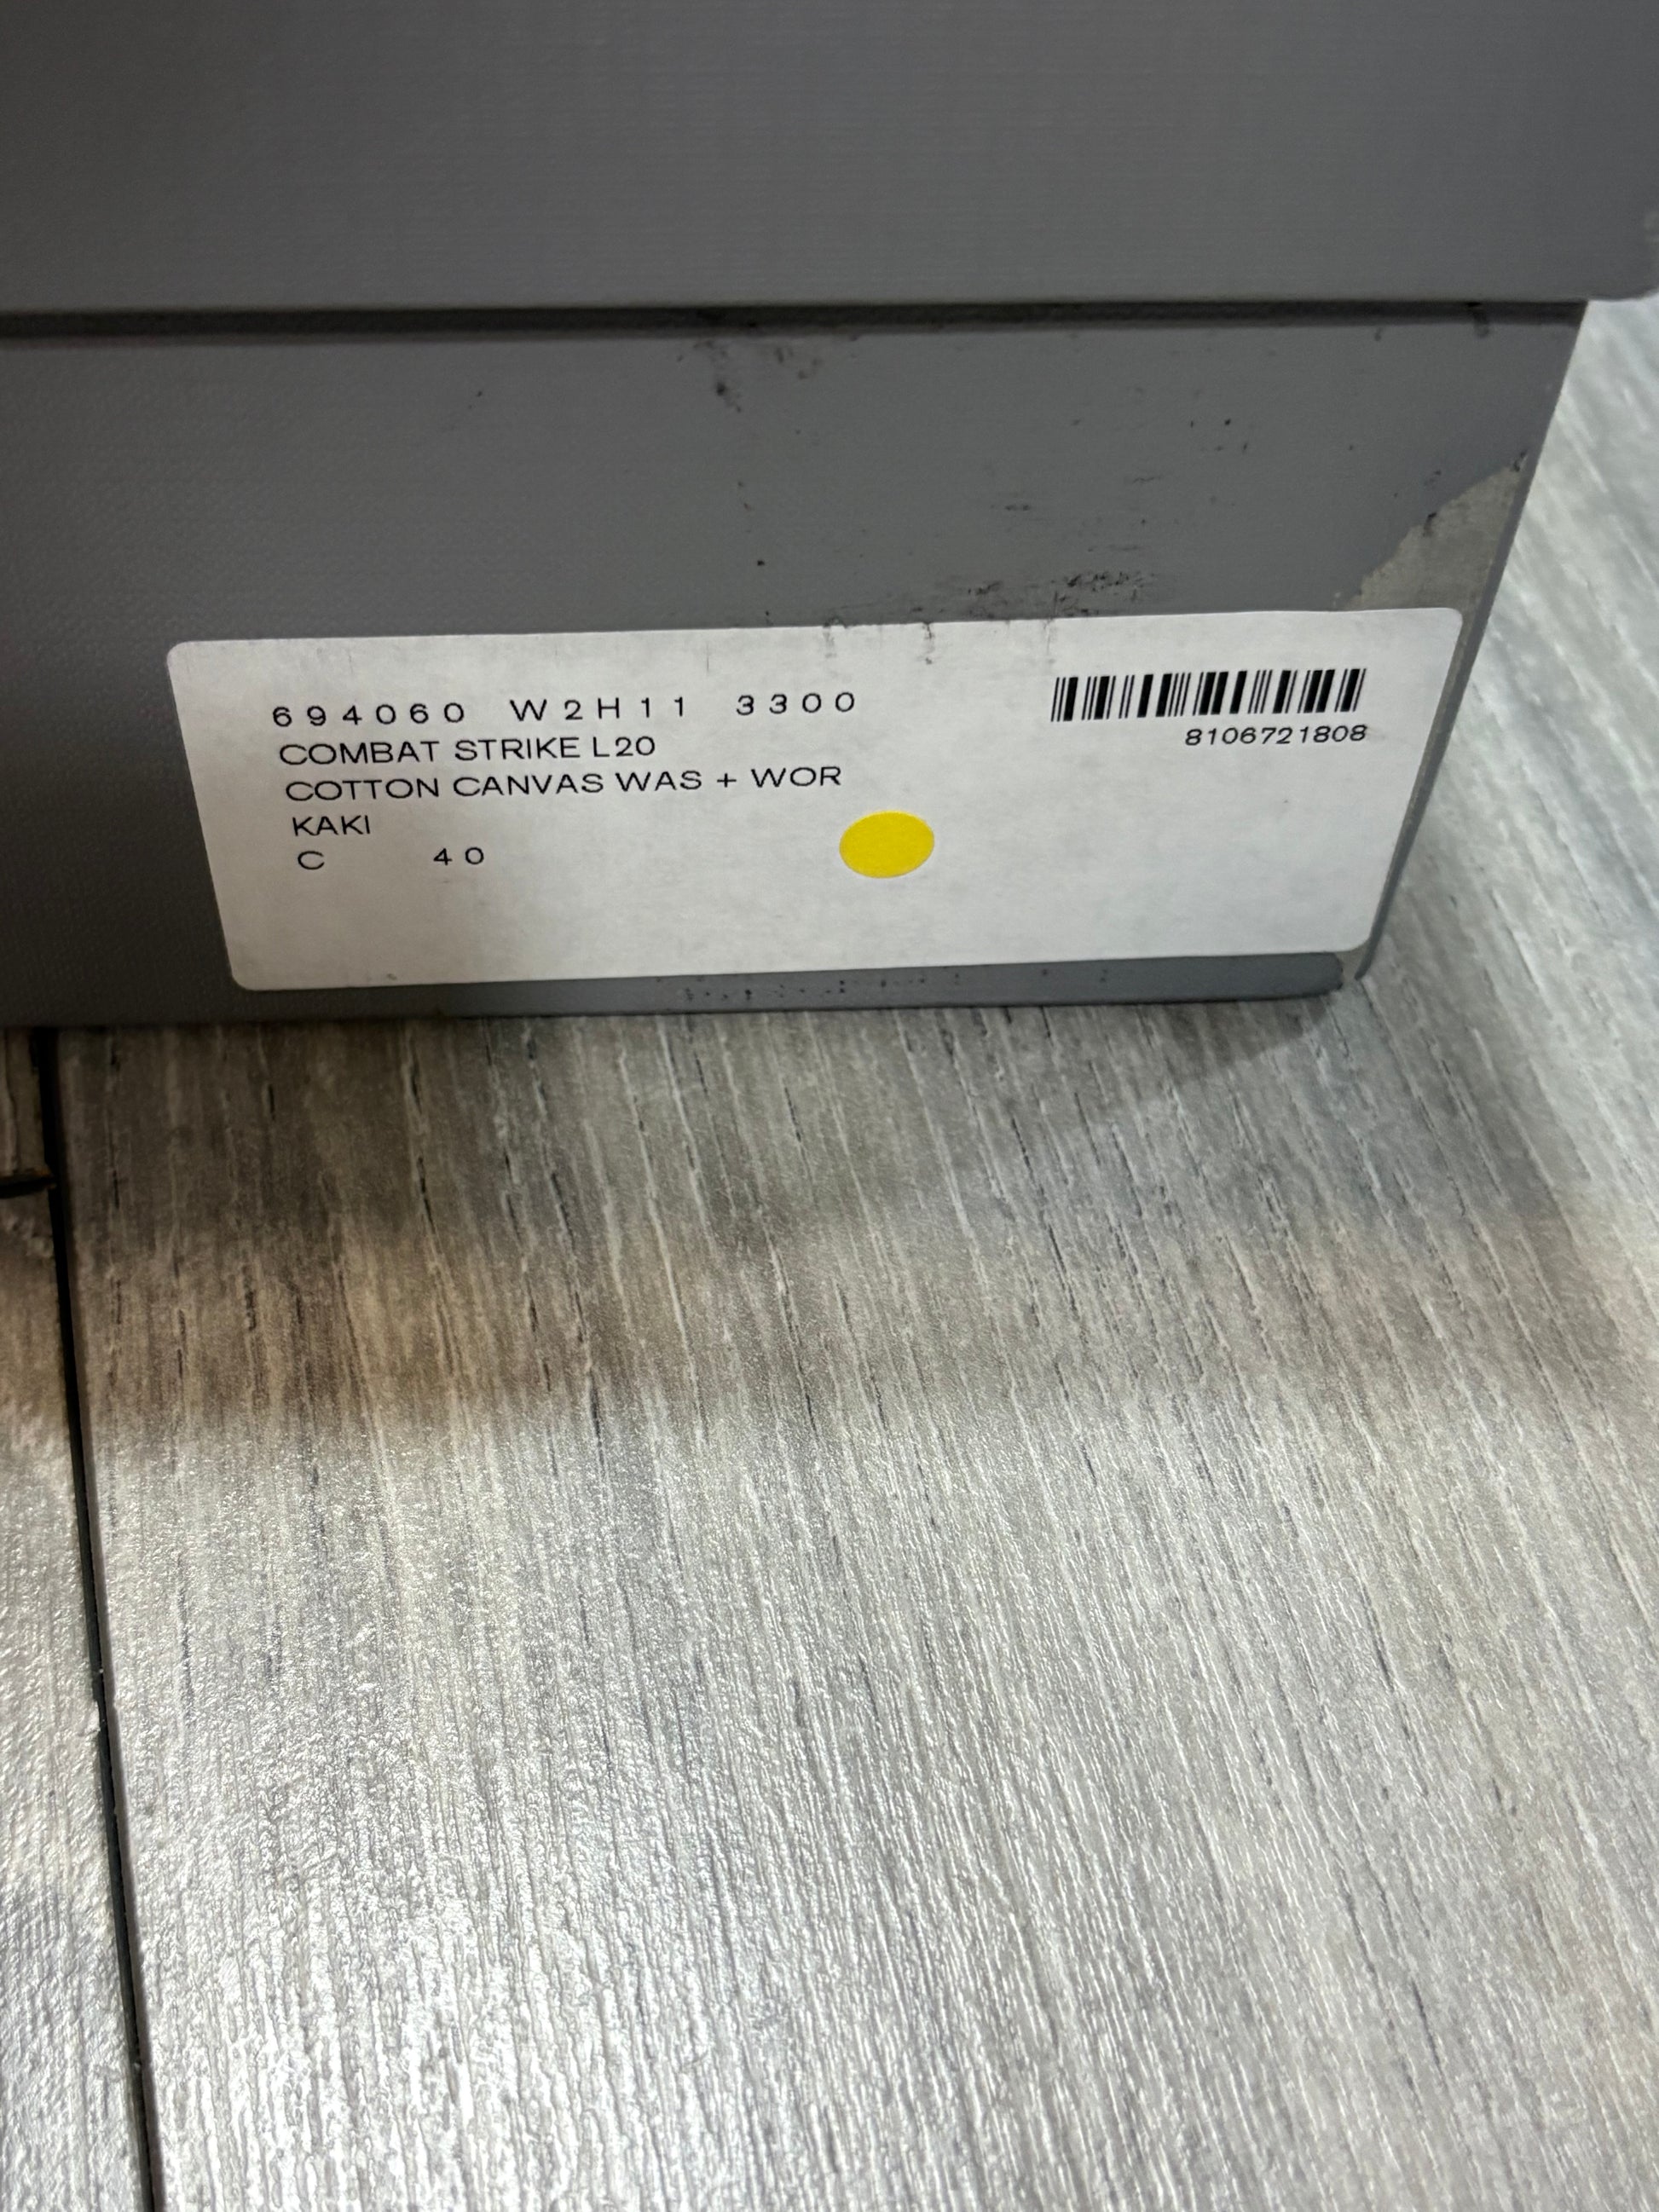 694060 W2H11 3300
COMBAT STRIKE L20
COTTON CANVAS WAS + WOR
KAKI
C 40
8106721808